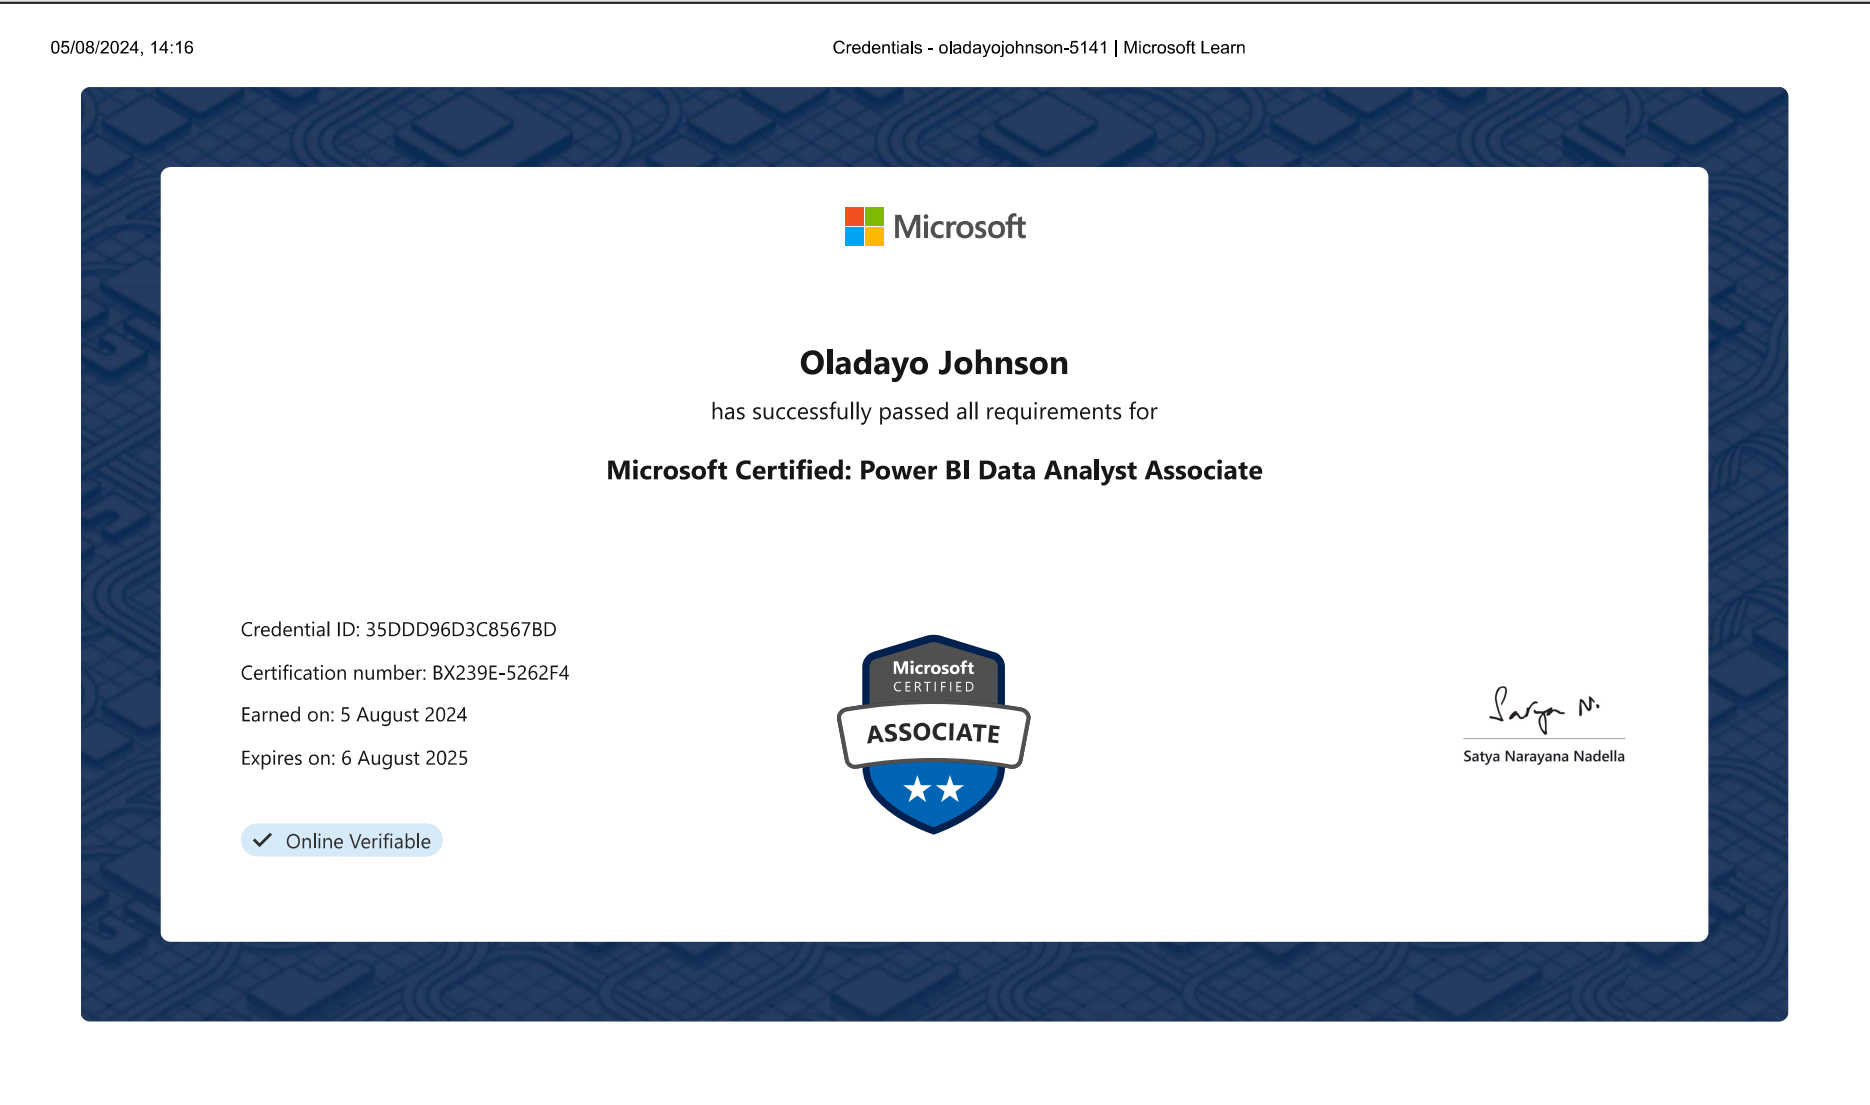 05/08/2024, 14:16
Credentials - oladayojohnson-5141 | Microsoft Learn
Microsoft
Oladayo Johnson
has successfully passed all requirements for
Microsoft Certified: Power BI Data Analyst Associate
Credential ID: 35DDD96D3C8567BD
Certification number: BX239E-5262F4
Earned on: 5 August 2024
Expires on: 6 August 2025
Online Verifiable
Microsoft
CERTIFIED
ASSOCIATE
Satya N.
Satya Narayana Nadella